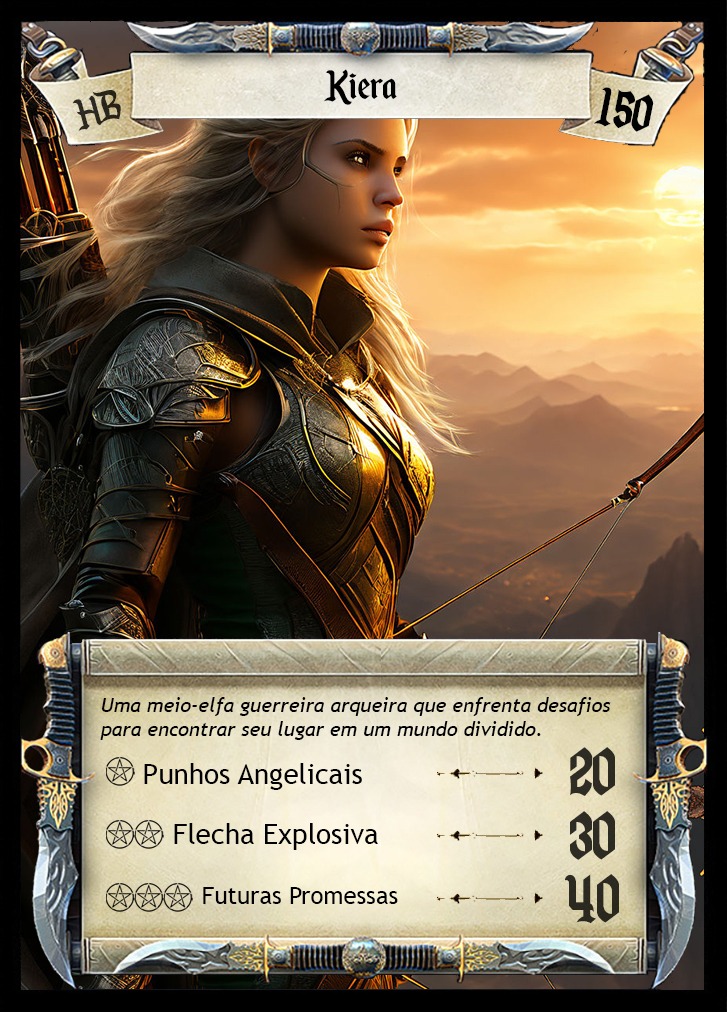 HB
Kiera
150
Uma meio-elfa guerreira arqueira que enfrenta desafios
para encontrar seu lugar em um mundo dividido.
Punhos Angelicais 20
Flecha Explosiva 30
Futuras Promessas 40